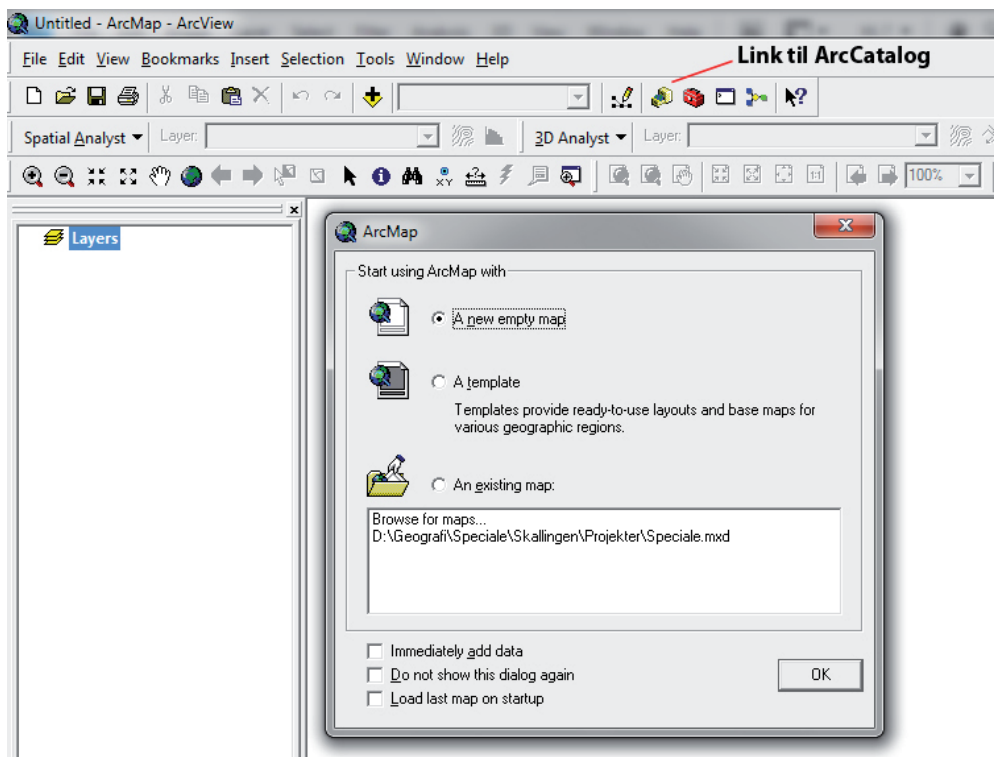 Untitled - ArcMap - ArcView
File Edit View Bookmarks Insert Selection Tools Window Help
Link til ArcCatalog
Spatial Analyst Layer: 3D Analyst Layer:
XY 1:1 100%
Layers
ArcMap
Start using ArcMap with
A new empty map
A template
Templates provide ready-to-use layouts and base maps for
various geographic regions.
An existing map:
Browse for maps...
D:\Geografi\Speciale\Skallingen\Projekter\Speciale.mxd
Immediately add data
Do not show this dialog again
Load last map on startup
OK